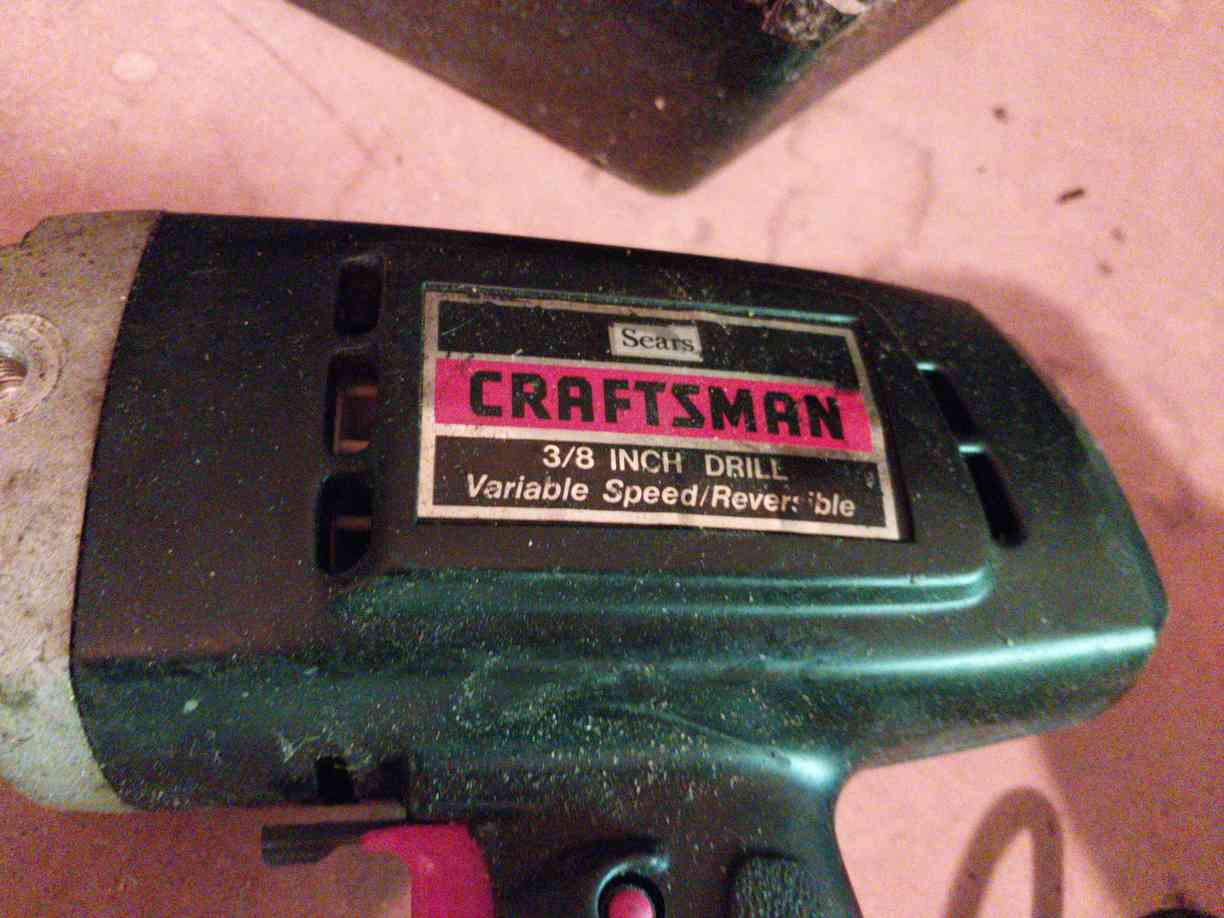 Sears
CRAFTSMAN
3/8 INCH DRILL
Variable Speed/Reversible